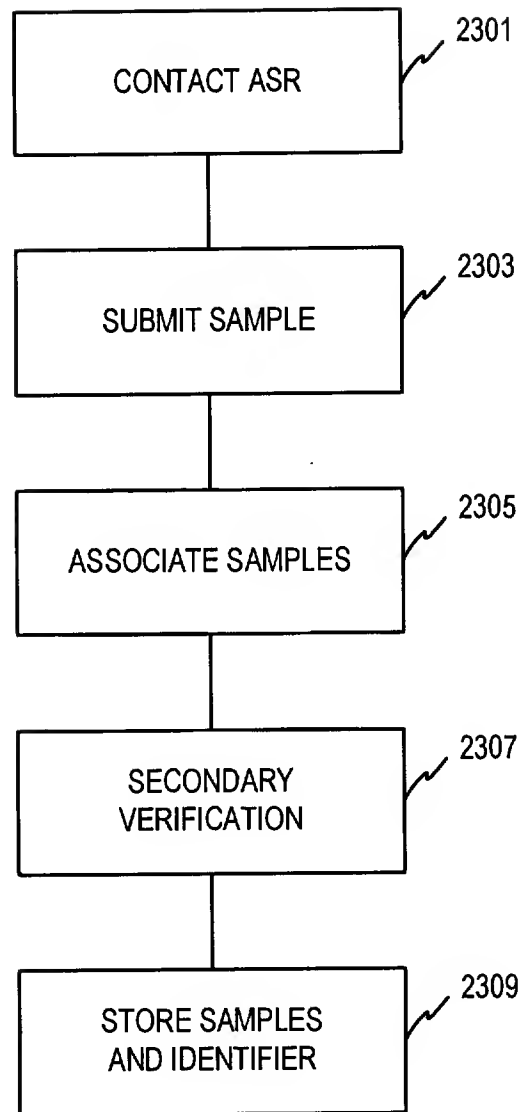 2301
CONTACT ASR
2303
SUBMIT SAMPLE
2305
ASSOCIATE SAMPLES
2307
SECONDARY
VERIFICATION
2309
STORE SAMPLES
AND IDENTIFIER